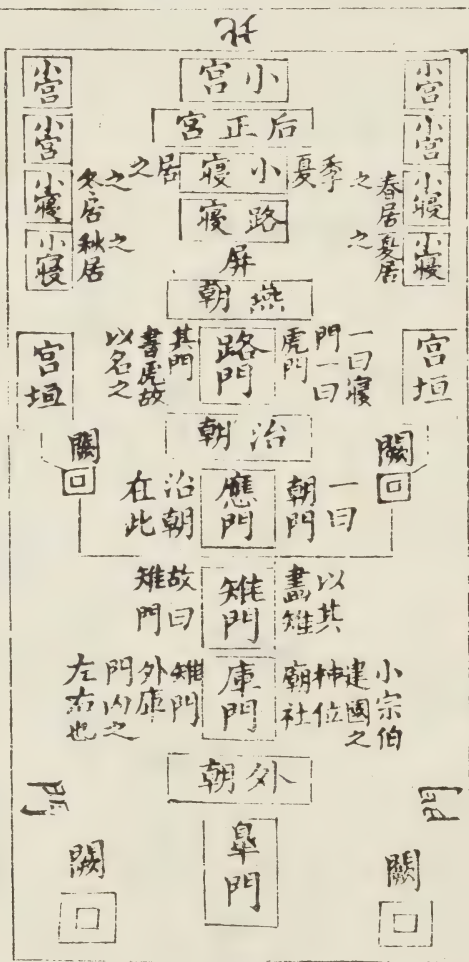 小宮
小宮
小宮
小宮
后正宮
小宮
小寢
春居之
季夏
小寢
居之
小寢
冬居之
小寢
夏居之
路寢
小寢
秋居之
屏
燕朝
宮垣
一曰寢
門一曰
虎門
路門
其門
書虎故
以名之
宮垣
治朝
闕
闕
一曰
朝門
應門
治朝
在此
以其
畫雉
雉門
故曰
雉門
小宗伯
建國之
神位
廟社
庫門
雉門
外庫
門內之
左右也
外朝
闕
皐門
闕